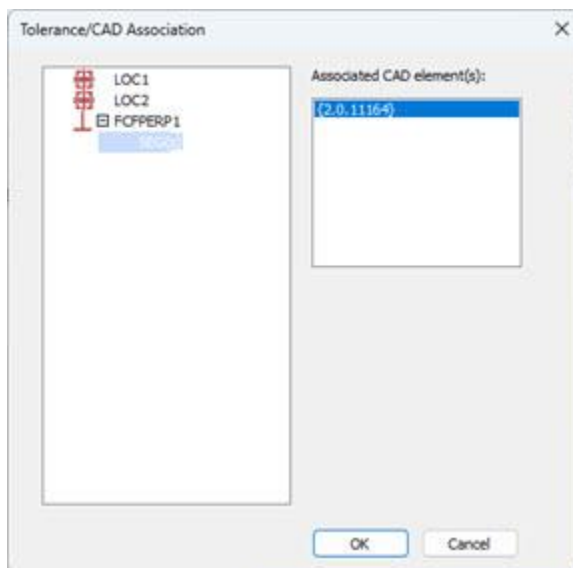 Tolerance/CAD Association
LOC1
LOC2
FCFPERP1
Associated CAD element(s):
{2.0.11164}
OK
Cancel